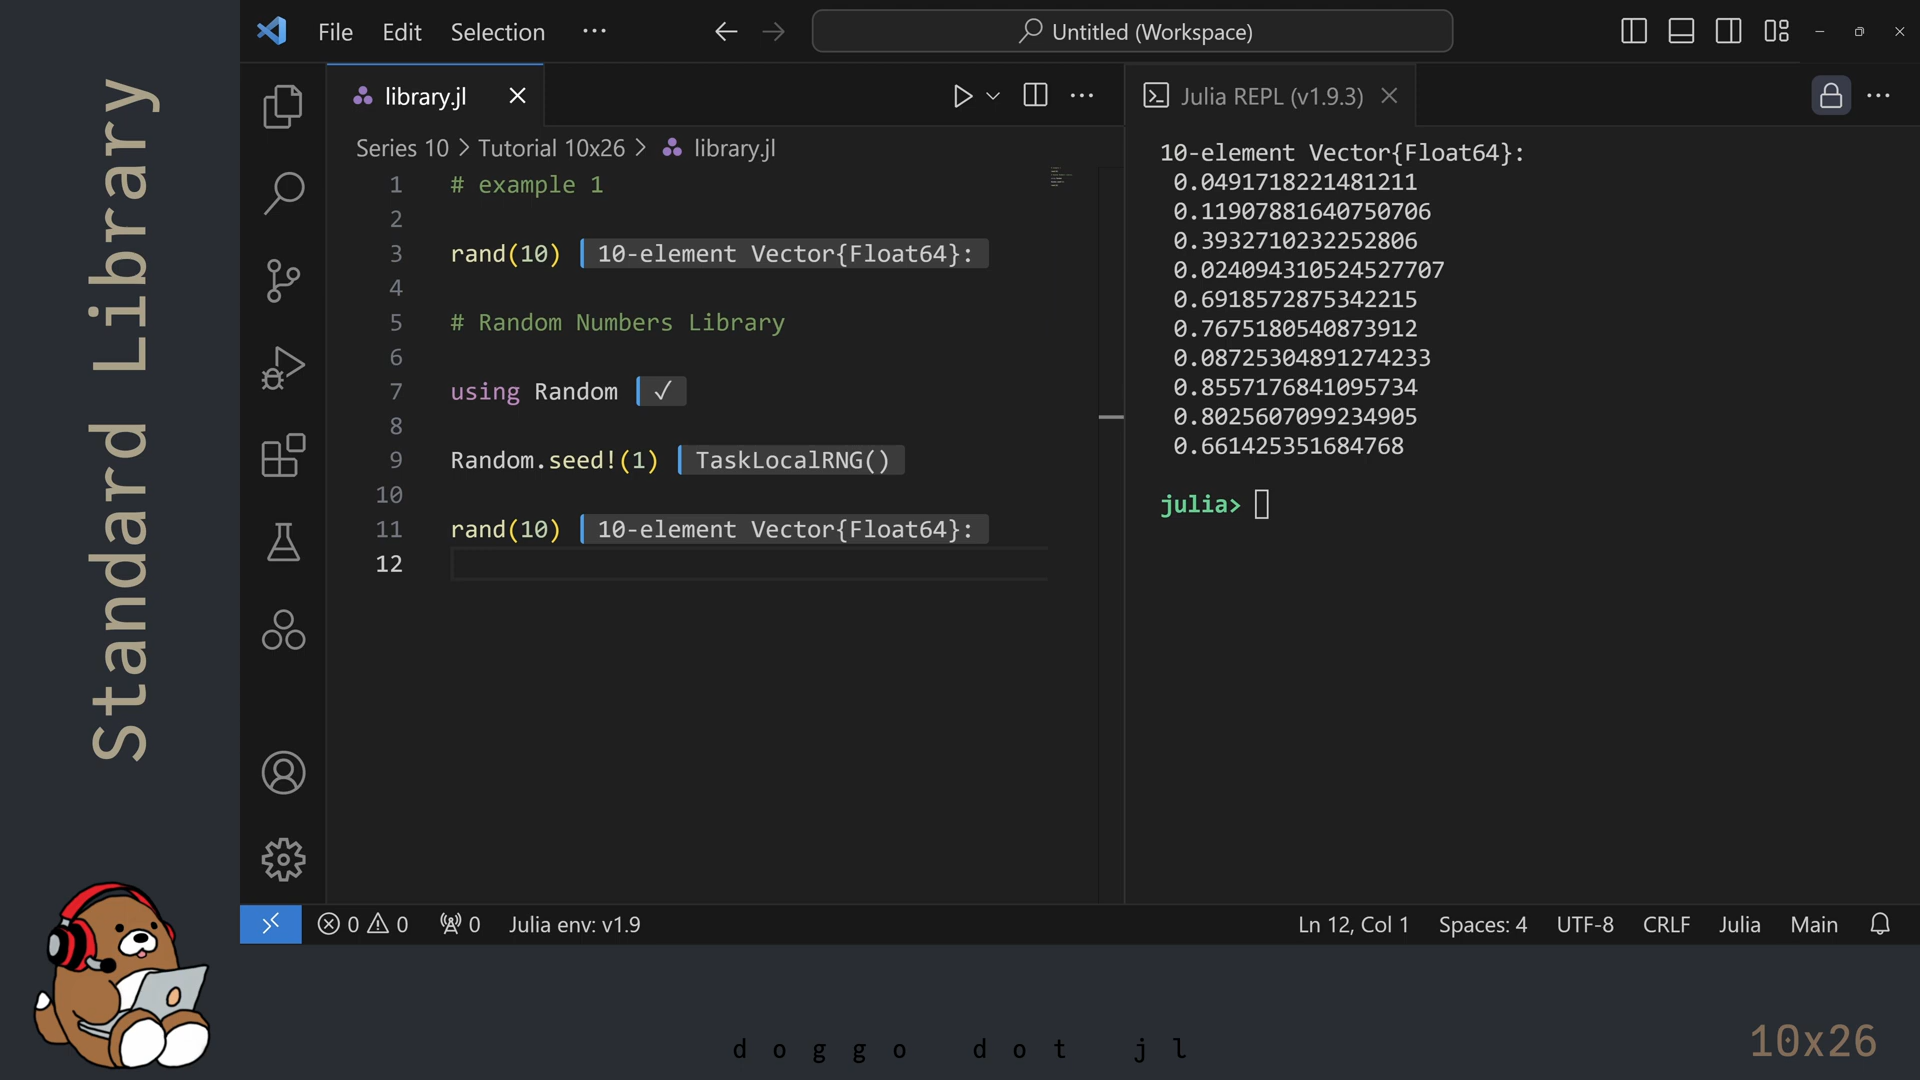 Standard Library
File Edit Selection ···
Untitled (Workspace)
library.jl
Series 10 > Tutorial 10x26 > library.jl
1 # example 1
2
3 rand(10) 10-element Vector{Float64}:
4
5 # Random Numbers Library
6
7 using Random ✓
8
9 Random.seed!(1) TaskLocalRNG()
10
11 rand(10) 10-element Vector{Float64}:
12
Julia REPL (v1.9.3)
10-element Vector{Float64}:
0.0491718221481211
0.11907881640750706
0.3932710232252806
0.024094310524527707
0.6918572875342215
0.7675180540873912
0.08725304891274233
0.8557176841095734
0.8025607099234905
0.661425351684768
julia>
0 0 0 Julia env: v1.9
Ln 12, Col 1 Spaces: 4 UTF-8 CRLF Julia Main
doggo dot jl
10x26